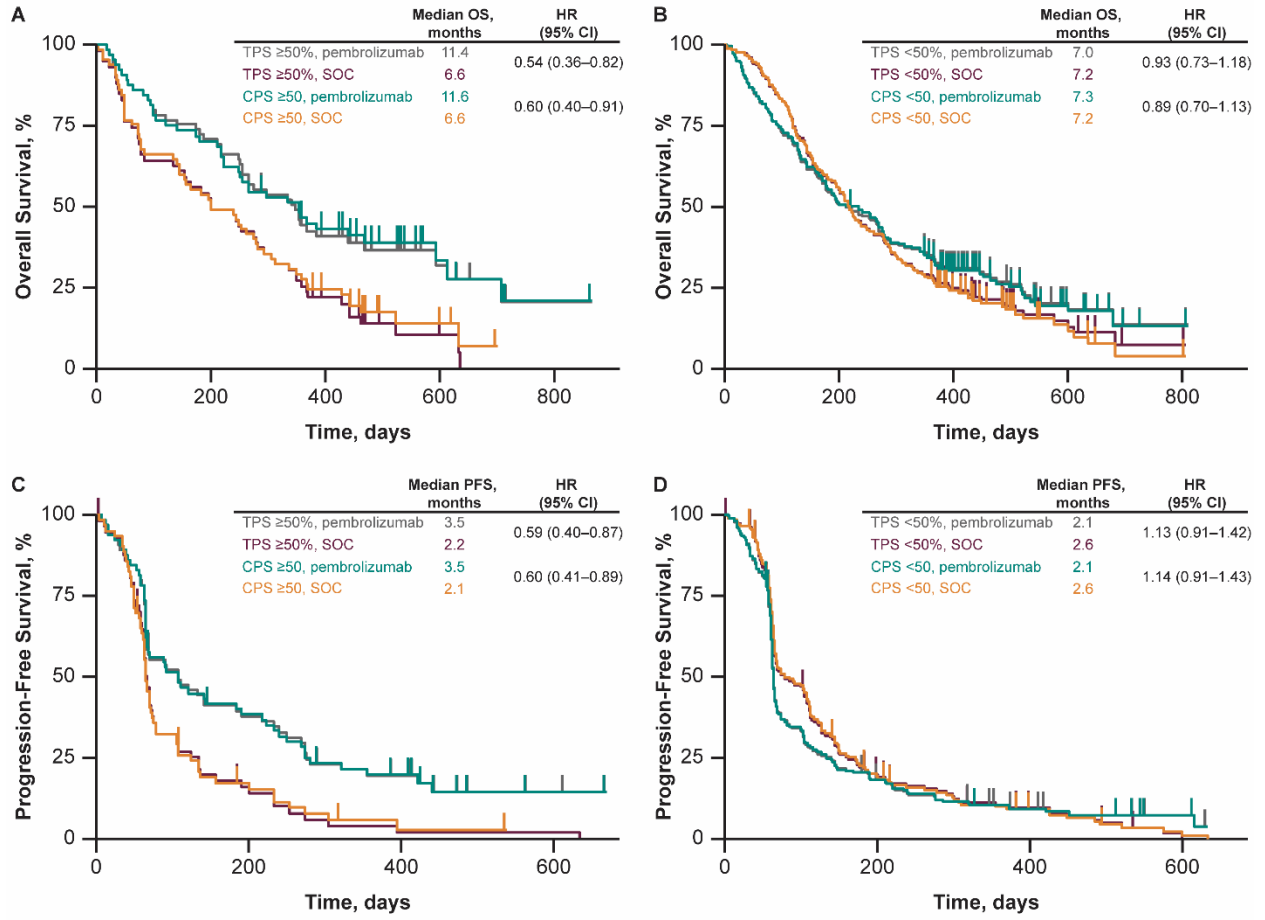 A
Median OS,
months
HR
(95% CI)
TPS ≥50%, pembrolizumab 11.4
0.54 (0.36–0.82)
TPS ≥50%, SOC 6.6
CPS ≥50, pembrolizumab 11.6
0.60 (0.40–0.91)
CPS ≥50, SOC 6.6
Overall Survival, %
100
75
50
25
0
0 200 400 600 800
Time, days
B
Median OS,
months
HR
(95% CI)
TPS <50%, pembrolizumab 7.0
0.93 (0.73–1.18)
TPS <50%, SOC 7.2
CPS <50, pembrolizumab 7.3
0.89 (0.70–1.13)
CPS <50, SOC 7.2
Overall Survival, %
100
75
50
25
0
0 200 400 600 800
Time, days
C
Median PFS,
months
HR
(95% CI)
TPS ≥50%, pembrolizumab 3.5
0.59 (0.40–0.87)
TPS ≥50%, SOC 2.2
CPS ≥50, pembrolizumab 3.5
0.60 (0.41–0.89)
CPS ≥50, SOC 2.1
Progression-Free Survival, %
100
75
50
25
0
0 200 400 600
Time, days
D
Median PFS,
months
HR
(95% CI)
TPS <50%, pembrolizumab 2.1
1.13 (0.91–1.42)
TPS <50%, SOC 2.6
CPS <50, pembrolizumab 2.1
1.14 (0.91–1.43)
CPS <50, SOC 2.6
Progression-Free Survival, %
100
75
50
25
0
0 200 400 600
Time, days